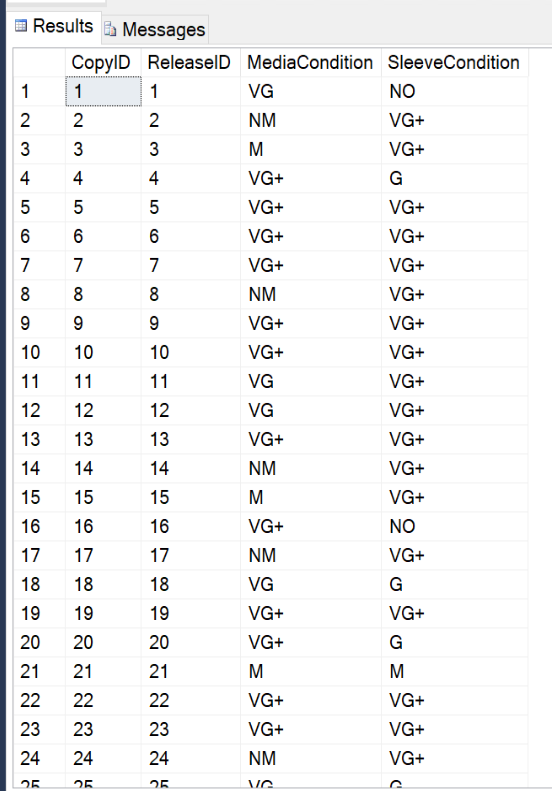 Results Messages
CopyID ReleaseID MediaCondition SleeveCondition
1 1 1 VG NO
2 2 2 NM VG+
3 3 3 M VG+
4 4 4 VG+ G
5 5 5 VG+ VG+
6 6 6 VG+ VG+
7 7 7 VG+ VG+
8 8 8 NM VG+
9 9 9 VG+ VG+
10 10 10 VG+ VG+
11 11 11 VG VG+
12 12 12 VG VG+
13 13 13 VG+ VG+
14 14 14 NM VG+
15 15 15 M VG+
16 16 16 VG+ NO
17 17 17 NM VG+
18 18 18 VG G
19 19 19 VG+ VG+
20 20 20 VG+ G
21 21 21 M M
22 22 22 VG+ VG+
23 23 23 VG+ VG+
24 24 24 NM VG+
25 25 25 VG G